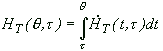 H_T(θ,τ) = ∫_τ^θ Ḣ_T(t,τ)dt